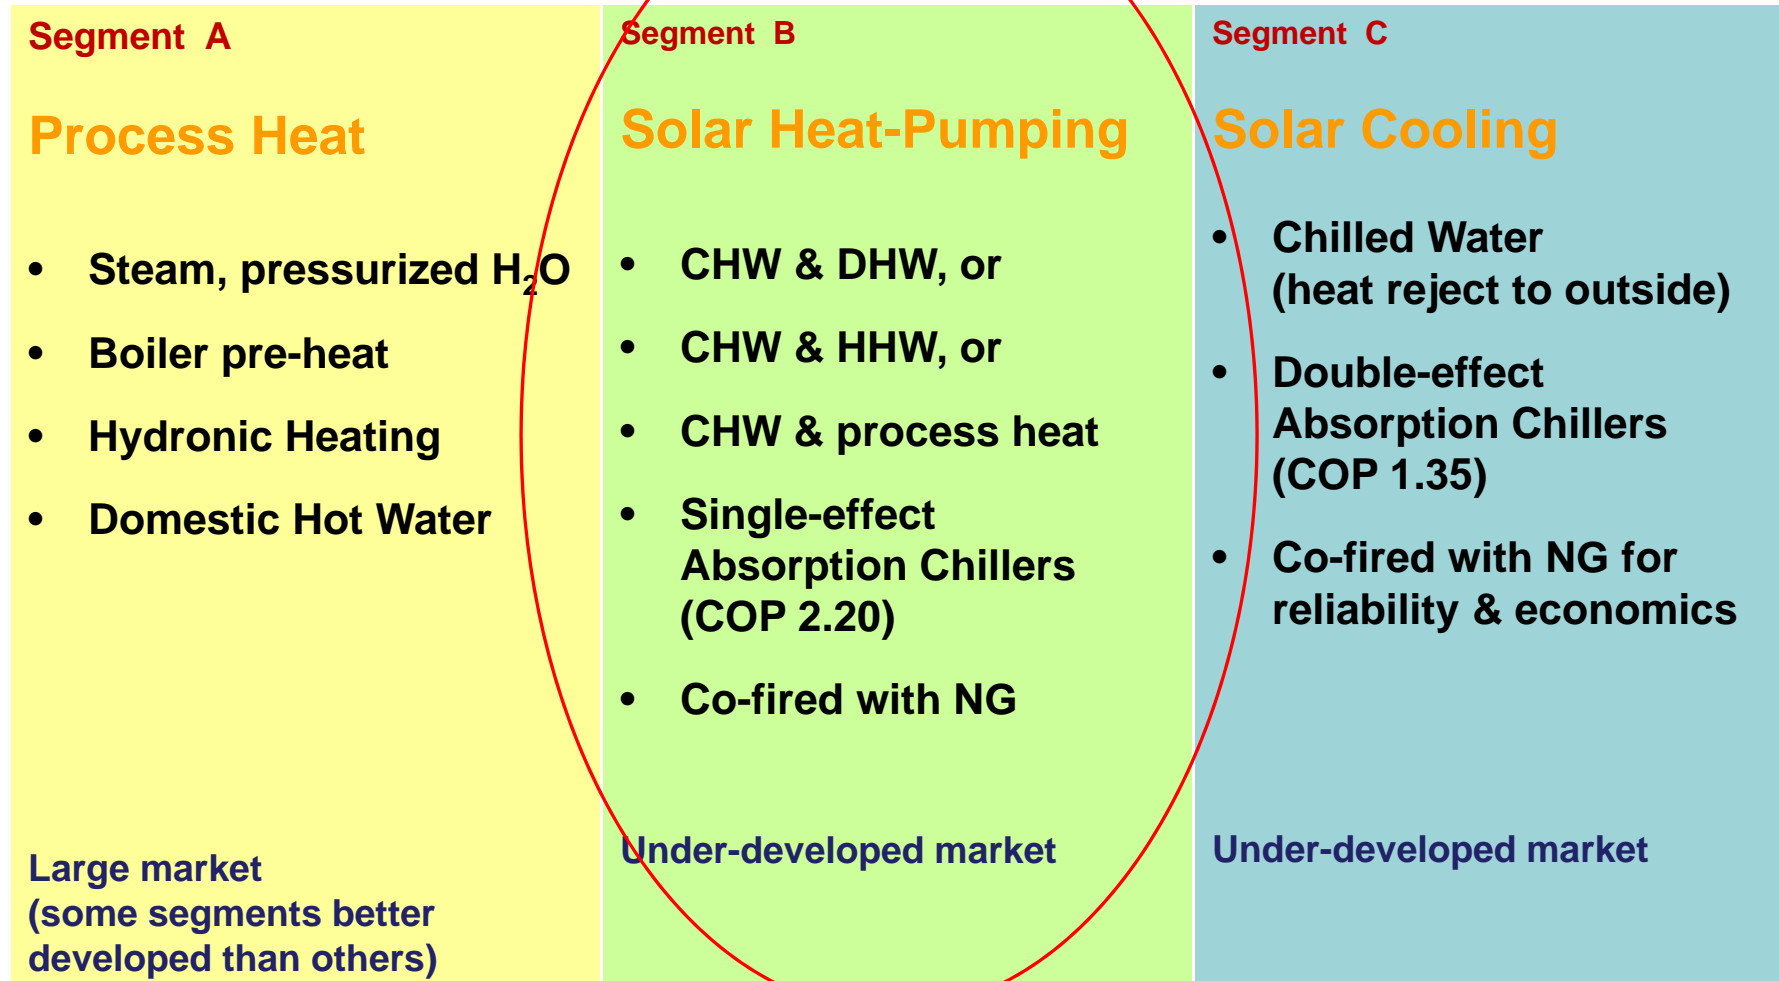 Segment A
Process Heat
• Steam, pressurized H₂O
• Boiler pre-heat
• Hydronic Heating
• Domestic Hot Water
Large market
(some segments better
developed than others)
Segment B
Solar Heat-Pumping
• CHW & DHW, or
• CHW & HHW, or
• CHW & process heat
• Single-effect
Absorption Chillers
(COP 2.20)
• Co-fired with NG
Under-developed market
Segment C
Solar Cooling
• Chilled Water
(heat reject to outside)
• Double-effect
Absorption Chillers
(COP 1.35)
• Co-fired with NG for
reliability & economics
Under-developed market